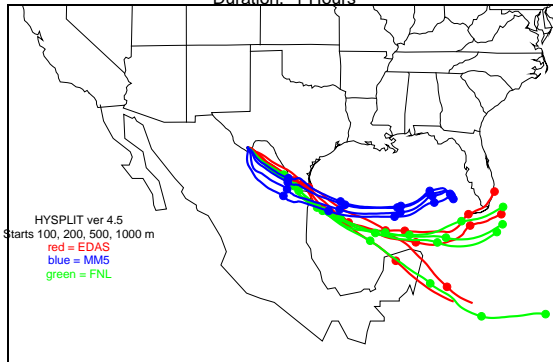 HYSPLIT ver 4.5
Starts 100, 200, 500, 1000 m
red = EDAS
blue = MM5
green = FNL